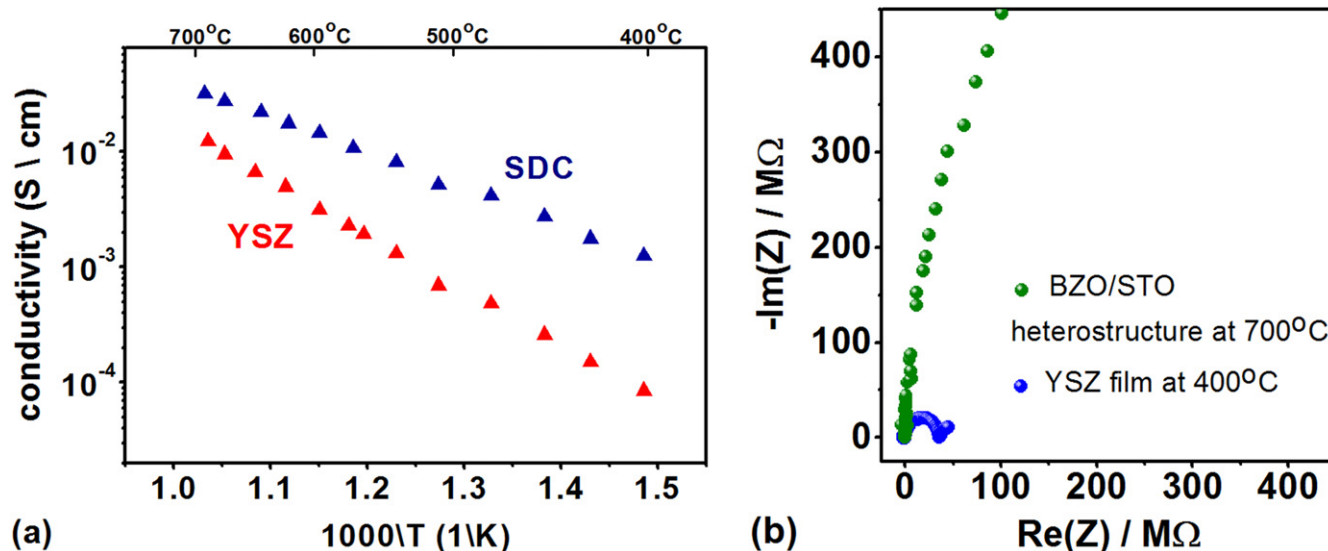 700°C 600°C 500°C 400°C
conductivity (S \ cm)
10⁻²
10⁻³
10⁻⁴
SDC
YSZ
1.0 1.1 1.2 1.3 1.4 1.5
1000\T (1\K)
(a)
-Im(Z) / MΩ
400
300
200
100
0
BZO/STO
heterostructure at 700°C
YSZ film at 400°C
0 100 200 300 400
Re(Z) / MΩ
(b)